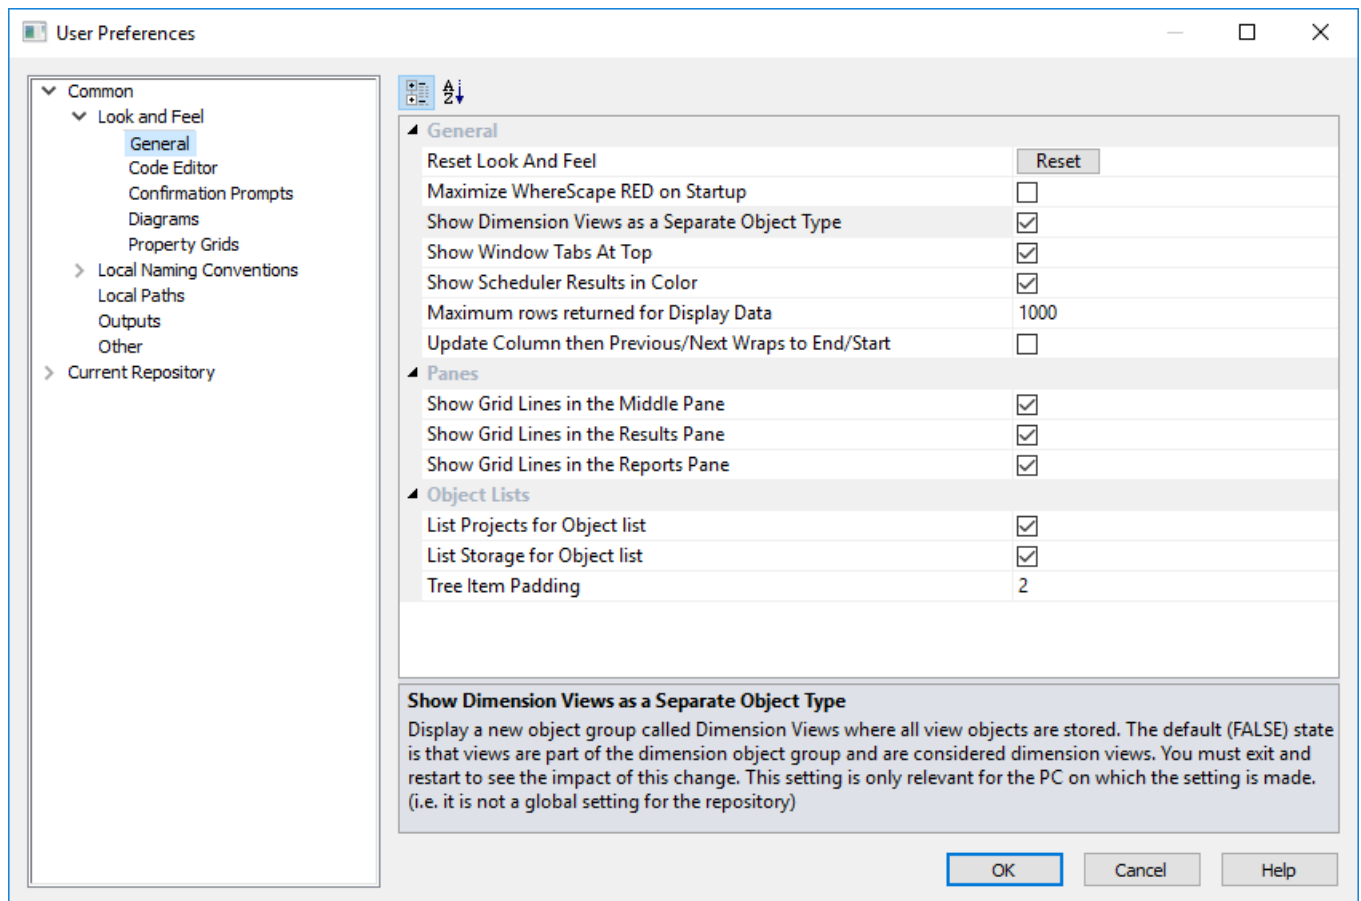 User Preferences
Common
Look and Feel
General
Code Editor
Confirmation Prompts
Diagrams
Property Grids
Local Naming Conventions
Local Paths
Outputs
Other
Current Repository
General
Reset Look And Feel Reset
Maximize WhereScape RED on Startup
Show Dimension Views as a Separate Object Type
Show Window Tabs At Top
Show Scheduler Results in Color
Maximum rows returned for Display Data 1000
Update Column then Previous/Next Wraps to End/Start
Panes
Show Grid Lines in the Middle Pane
Show Grid Lines in the Results Pane
Show Grid Lines in the Reports Pane
Object Lists
List Projects for Object list
List Storage for Object list
Tree Item Padding 2
Show Dimension Views as a Separate Object Type
Display a new object group called Dimension Views where all view objects are stored. The default (FALSE) state
is that views are part of the dimension object group and are considered dimension views. You must exit and
restart to see the impact of this change. This setting is only relevant for the PC on which the setting is made.
(i.e. it is not a global setting for the repository)
OK Cancel Help